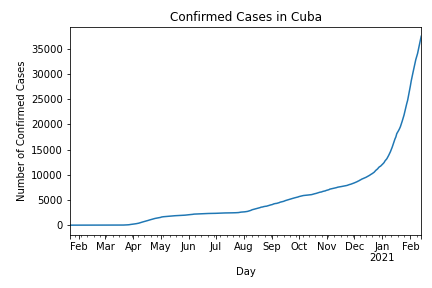 Confirmed Cases in Cuba
Number of Confirmed Cases
35000
30000
25000
20000
15000
10000
5000
0
Feb Mar Apr May Jun Jul Aug Sep Oct Nov Dec Jan Feb
2021
Day